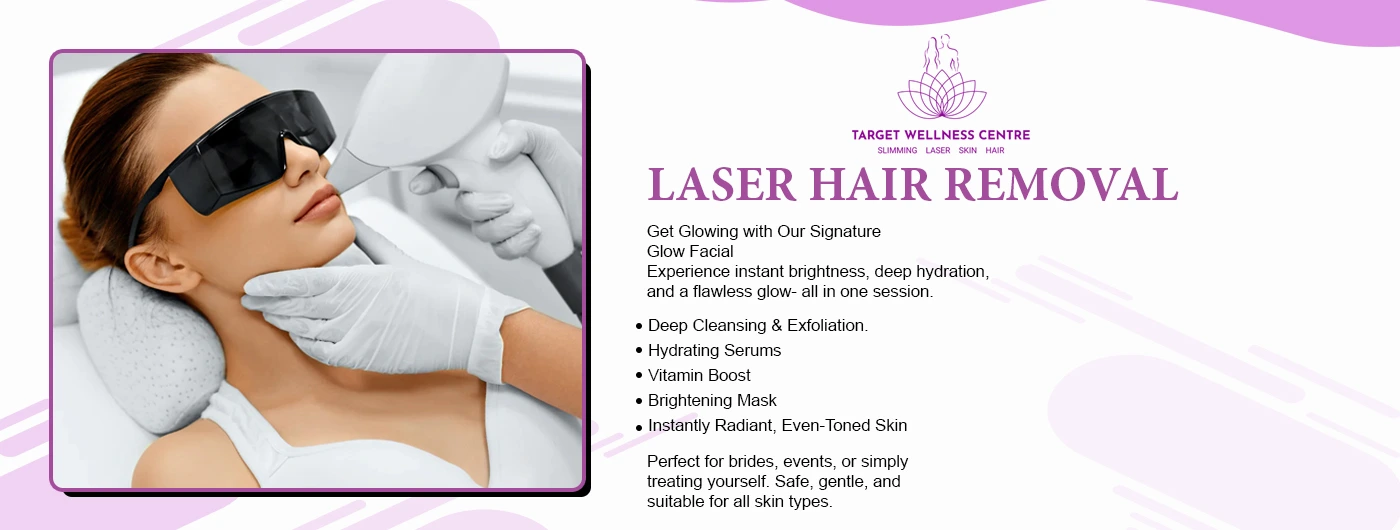 TARGET WELLNESS CENTRE
SLIMMING LASER SKIN HAIR
LASER HAIR REMOVAL
Get Glowing with Our Signature
Glow Facial
Experience instant brightness, deep hydration,
and a flawless glow- all in one session.
• Deep Cleansing & Exfoliation.
• Hydrating Serums
• Vitamin Boost
• Brightening Mask
• Instantly Radiant, Even-Toned Skin
Perfect for brides, events, or simply
treating yourself. Safe, gentle, and
suitable for all skin types.